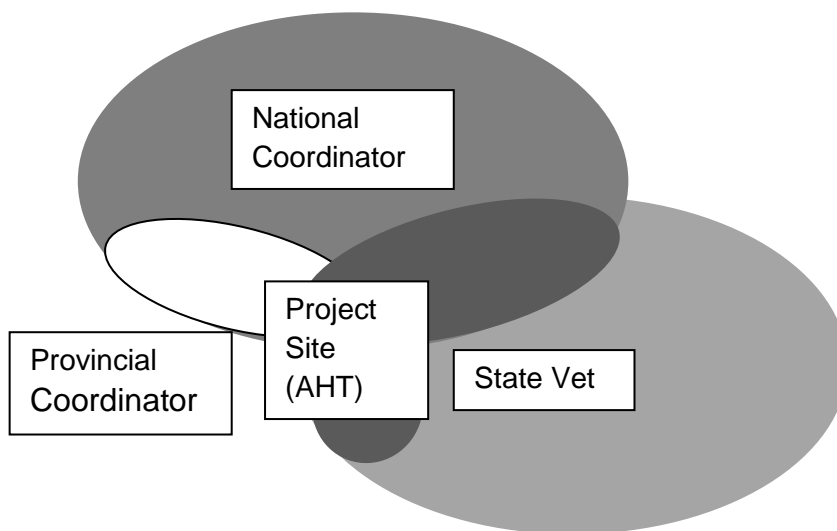 National
Coordinator
Project
Site
(AHT)
Provincial
Coordinator
State Vet